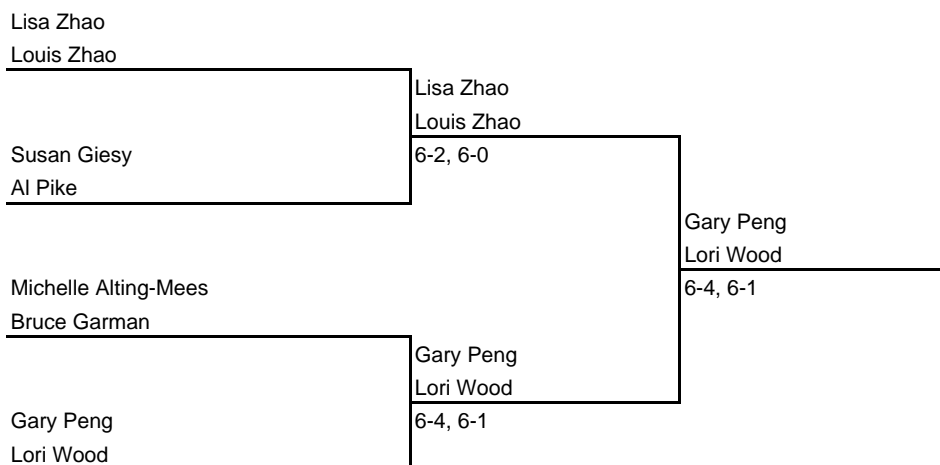 Lisa Zhao
Louis Zhao
Lisa Zhao
Louis Zhao
Susan Giesy
6-2, 6-0
Al Pike
Gary Peng
Lori Wood
Michelle Alting-Mees
6-4, 6-1
Bruce Garman
Gary Peng
Lori Wood
Gary Peng
6-4, 6-1
Lori Wood